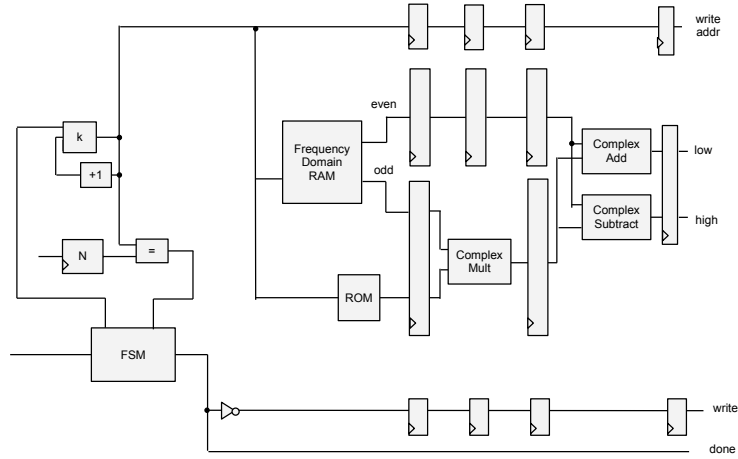 write
addr
even
k
Frequency
Domain
RAM
Complex
Add
low
+1
odd
Complex
Subtract
high
N
=
Complex
Mult
ROM
FSM
write
done